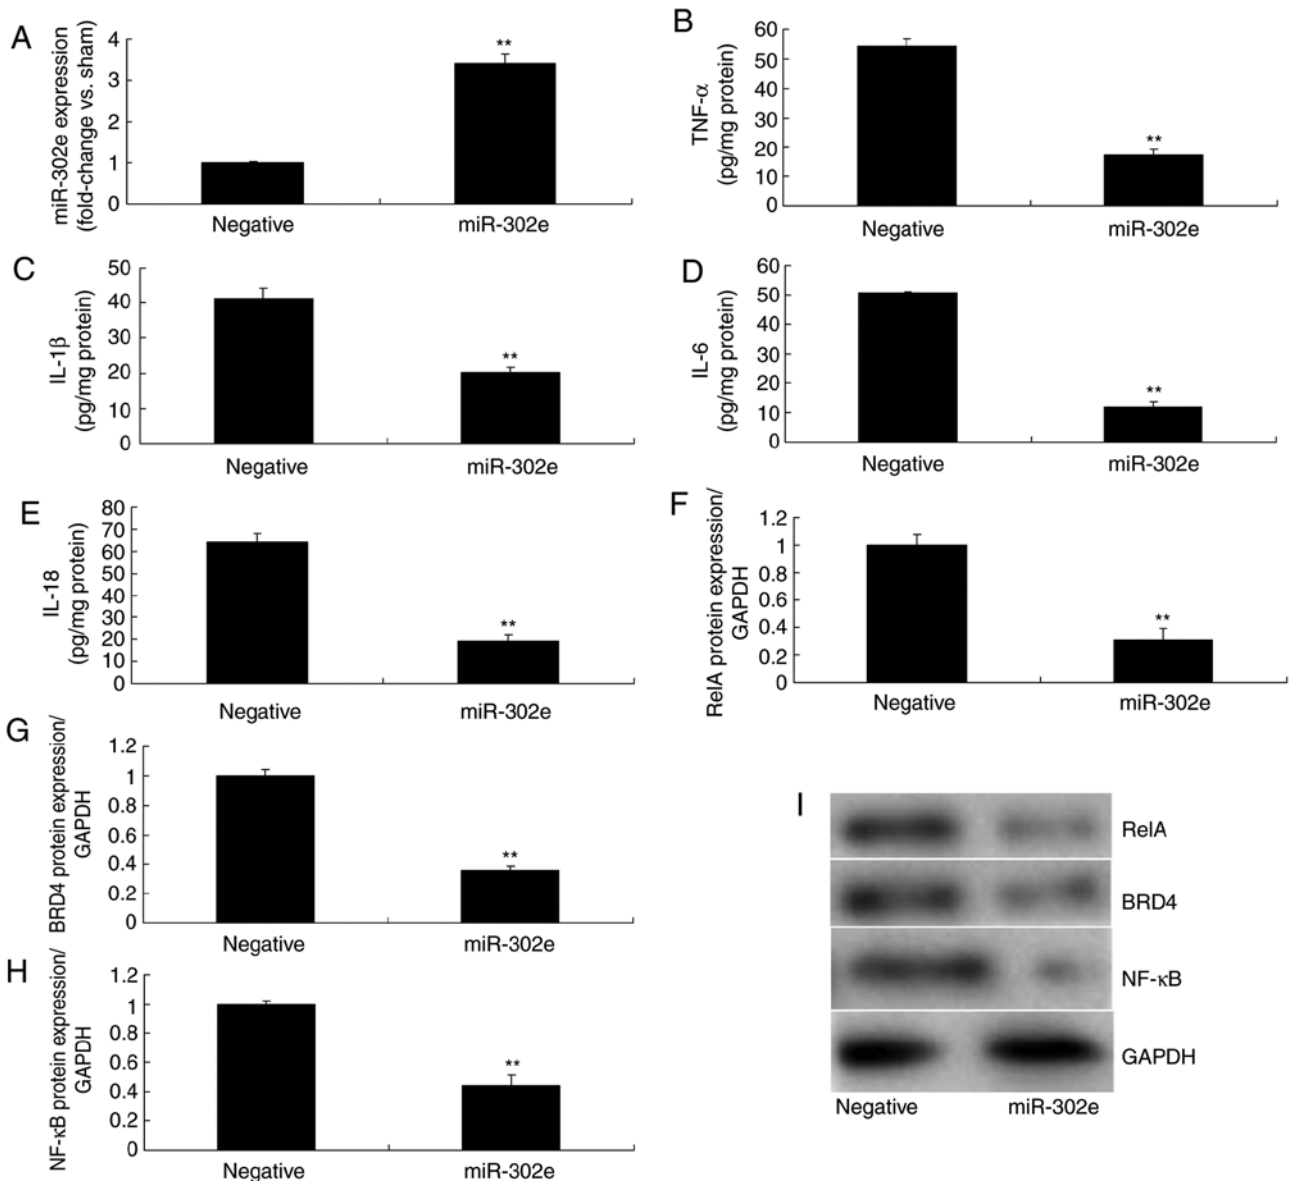 A
miR-302e expression
(fold-change vs. sham)
4
3
2
1
0
**
Negative
miR-302e
B
TNF-α
(pg/mg protein)
60
50
40
30
20
10
0
**
Negative
miR-302e
C
IL-1β
(pg/mg protein)
50
40
30
20
10
0
**
Negative
miR-302e
D
IL-6
(pg/mg protein)
60
50
40
30
20
10
0
**
Negative
miR-302e
E
IL-18
(pg/mg protein)
80
70
60
50
40
30
20
10
0
**
Negative
miR-302e
F
RelA protein expression/
GAPDH
1.2
1
0.8
0.6
0.4
0.2
0
**
Negative
miR-302e
G
BRD4 protein expression/
GAPDH
1.2
1
0.8
0.6
0.4
0.2
0
**
Negative
miR-302e
H
NF-κB protein expression/
GAPDH
1.2
1
0.8
0.6
0.4
0.2
0
**
Negative
miR-302e
I
RelA
BRD4
NF-κB
GAPDH
Negative
miR-302e